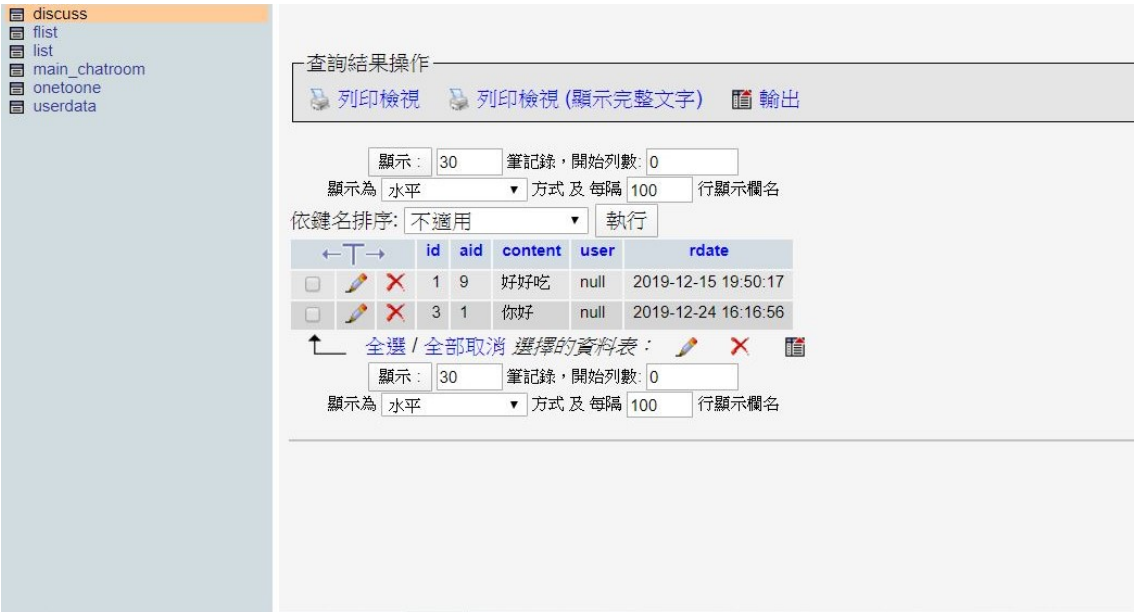 discuss
flist
list
main_chatroom
onetoone
userdata
查詢結果操作
列印檢視 列印檢視 (顯示完整文字) 輸出
顯示 : 30 筆記錄,開始列數: 0
顯示為 水平 方式 及 每隔 100 行顯示欄名
依鍵名排序: 不適用 執行
←T→ id aid content user rdate
1 9 好好吃 null 2019-12-15 19:50:17
3 1 你好 null 2019-12-24 16:16:56
全選 / 全部取消 選擇的資料表:
顯示 : 30 筆記錄,開始列數: 0
顯示為 水平 方式 及 每隔 100 行顯示欄名